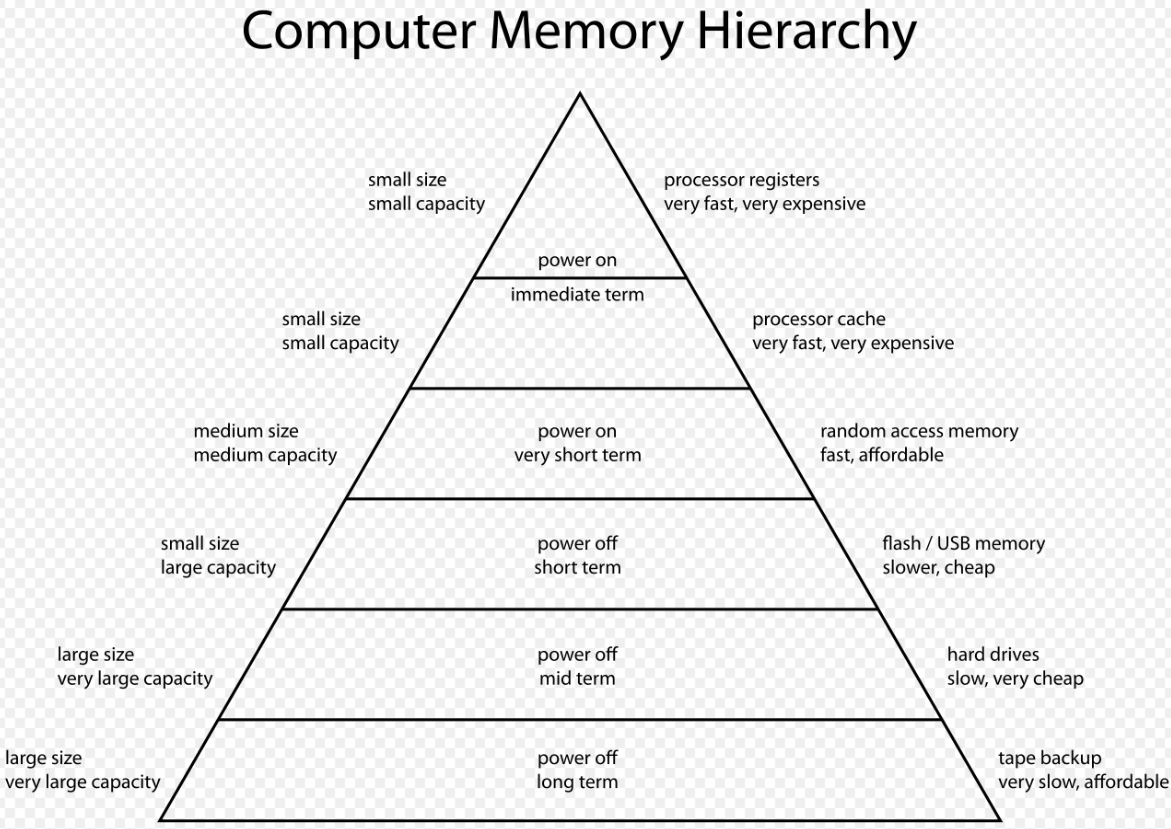 Computer Memory Hierarchy
small size
small capacity
processor registers
very fast, very expensive
power on
immediate term
small size
small capacity
processor cache
very fast, very expensive
medium size
medium capacity
power on
very short term
random access memory
fast, affordable
small size
large capacity
power off
short term
flash / USB memory
slower, cheap
large size
very large capacity
power off
mid term
hard drives
slow, very cheap
large size
very large capacity
power off
long term
tape backup
very slow, affordable